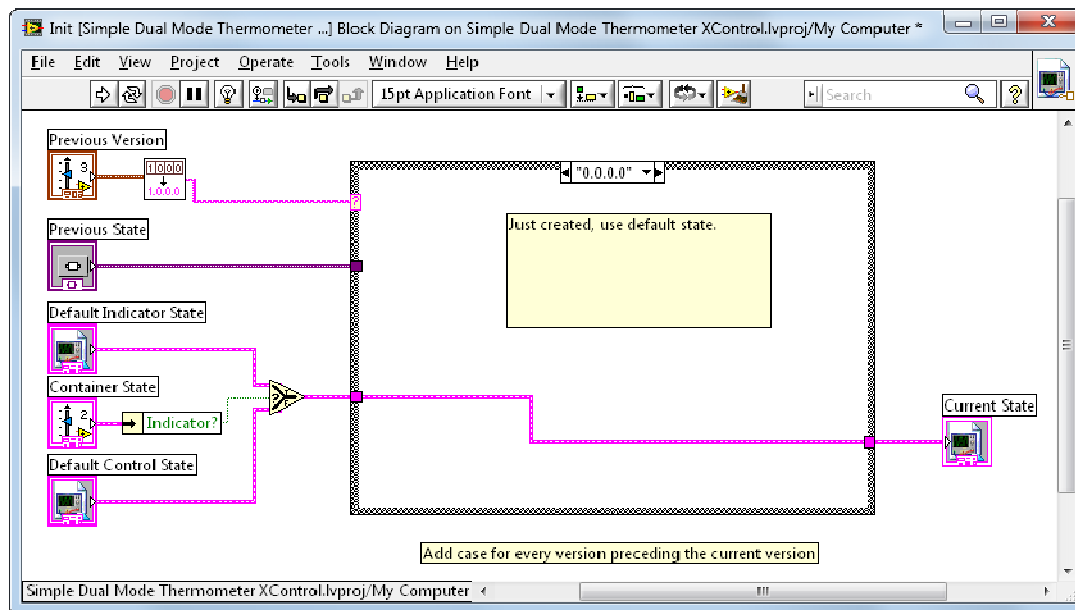 Init [Simple Dual Mode Thermometer ...] Block Diagram on Simple Dual Mode Thermometer XControl.lvproj/My Computer *
File Edit View Project Operate Tools Window Help
15pt Application Font
Search
?
Previous Version
3
1000
1.0.0.0
"0.0.0.0"
?
Just created, use default state.
Previous State
Default Indicator State
Container State
2
Indicator?
?
Default Control State
Current State
Add case for every version preceding the current version
Simple Dual Mode Thermometer XControl.lvproj/My Computer